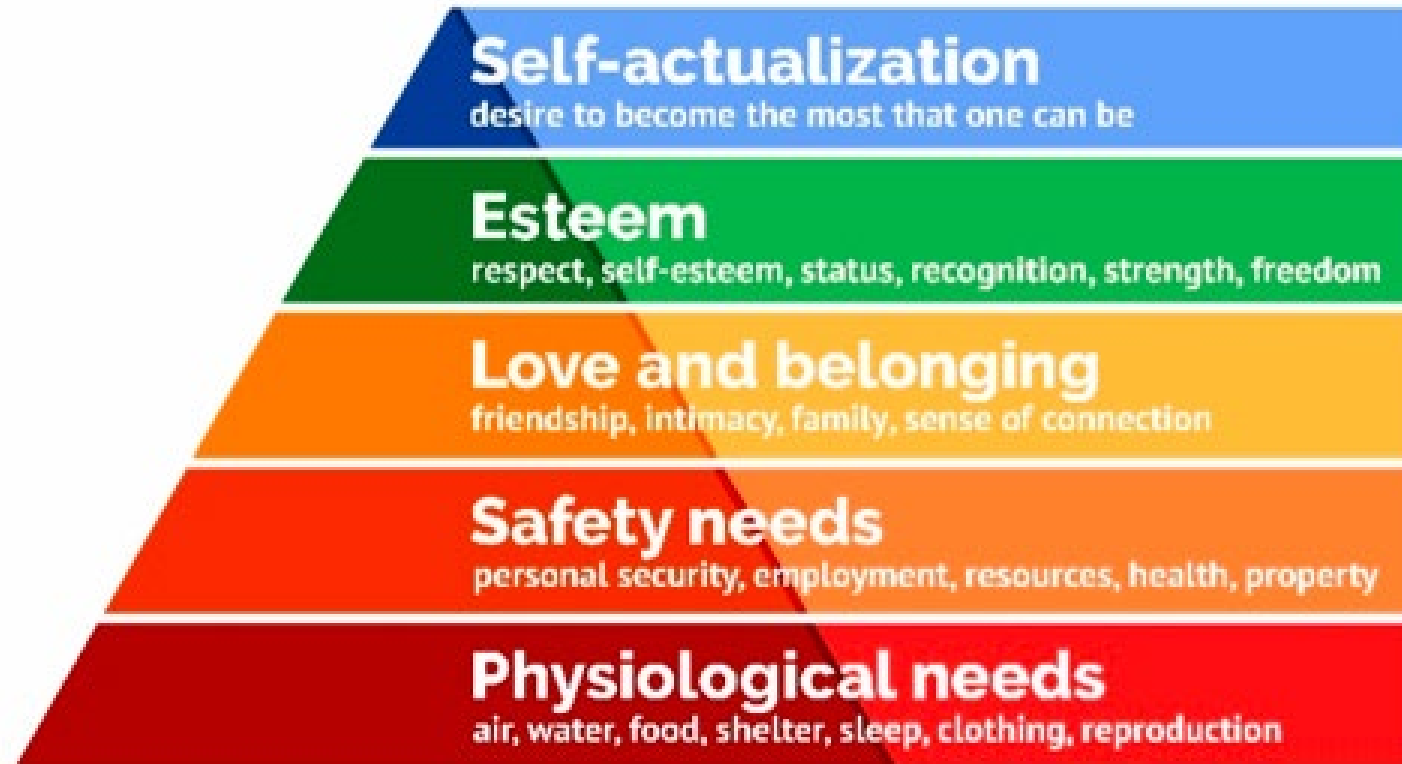 Self-actualization
desire to become the most that one can be
Esteem
respect, self-esteem, status, recognition, strength, freedom
Love and belonging
friendship, intimacy, family, sense of connection
Safety needs
personal security, employment, resources, health, property
Physiological needs
air, water, food, shelter, sleep, clothing, reproduction